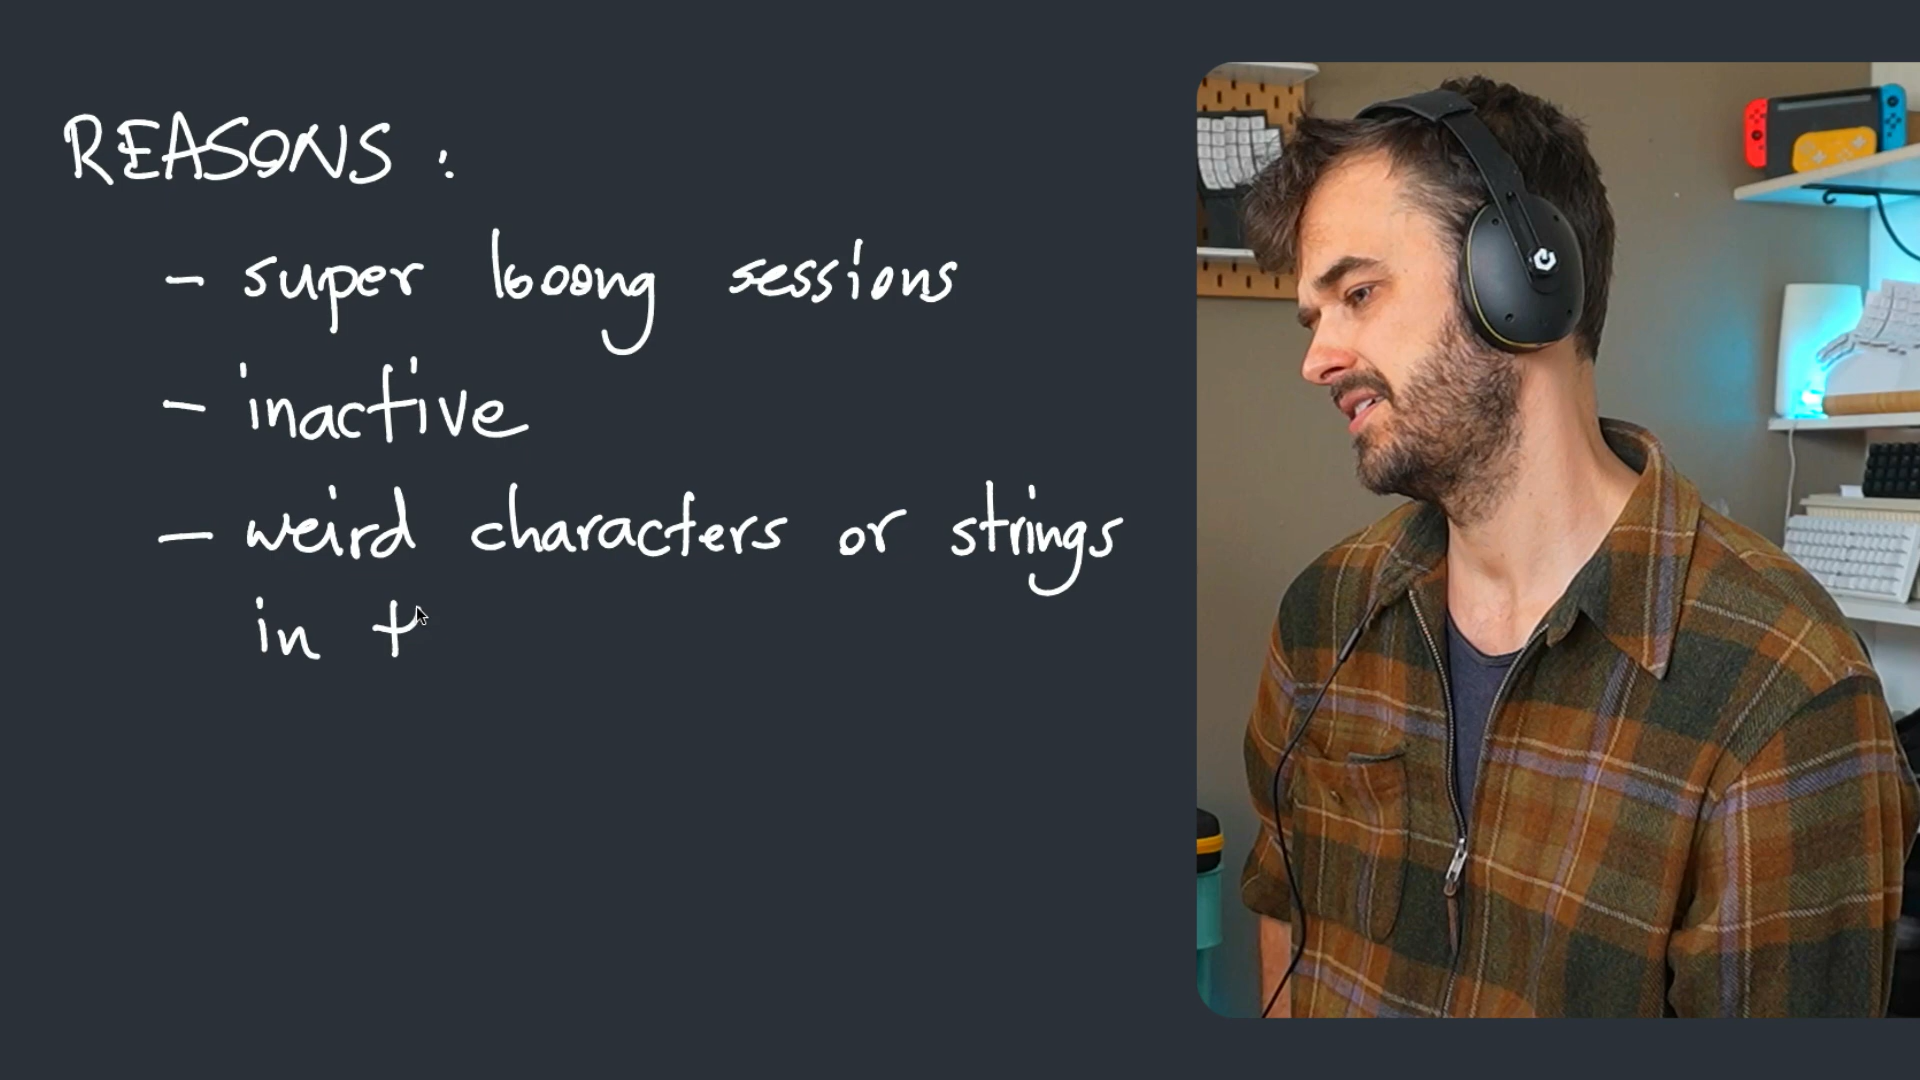 REASONS :
- super looong sessions
- inactive
- weird characters or strings
in t